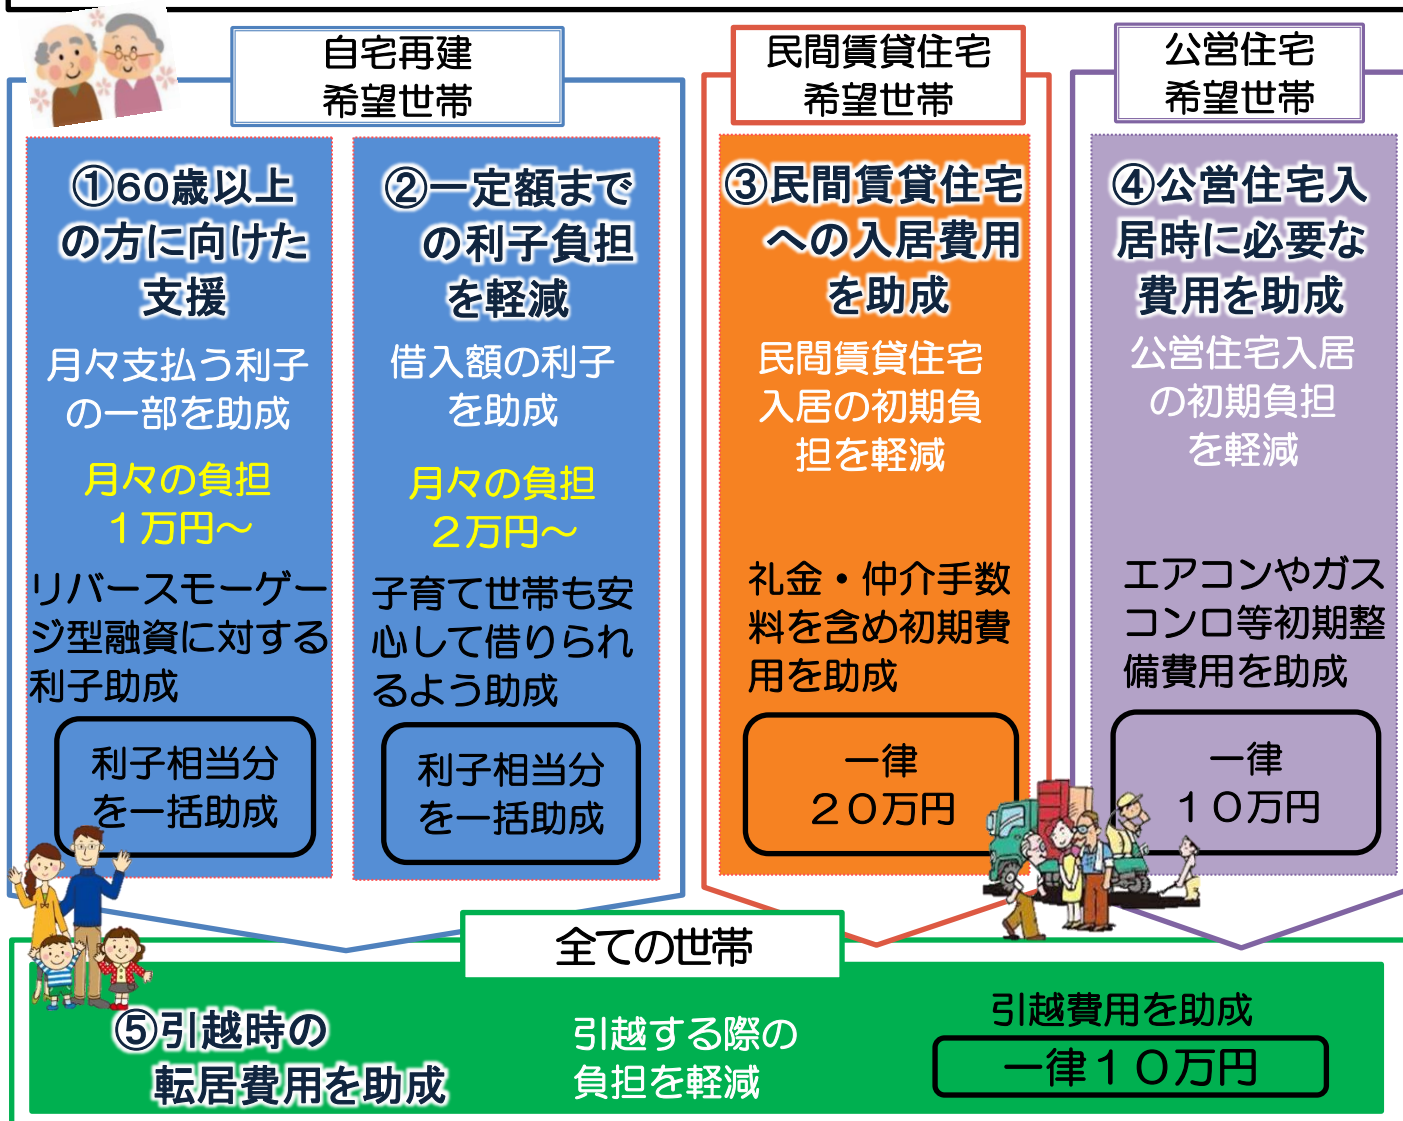 自宅再建
希望世帯
①60歳以上
の方に向けた
支援
月々支払う利子
の一部を助成
月々の負担
１万円～
リバースモーゲー
ジ型融資に対する
利子助成
利子相当分
を一括助成
②一定額まで
の利子負担
を軽減
借入額の利子
を助成
月々の負担
２万円～
子育て世帯も安
心して借りられ
るよう助成
利子相当分
を一括助成
民間賃貸住宅
希望世帯
③民間賃貸住宅
への入居費用
を助成
民間賃貸住宅
入居の初期負
担を軽減
礼金・仲介手数
料を含め初期費
用を助成
一律
２０万円
公営住宅
希望世帯
④公営住宅入
居時に必要な
費用を助成
公営住宅入居
の初期負担
を軽減
エアコンやガス
コンロ等初期整
備費用を助成
一律
１０万円
全ての世帯
⑤引越時の
転居費用を助成
引越する際の
負担を軽減
引越費用を助成
一律１０万円